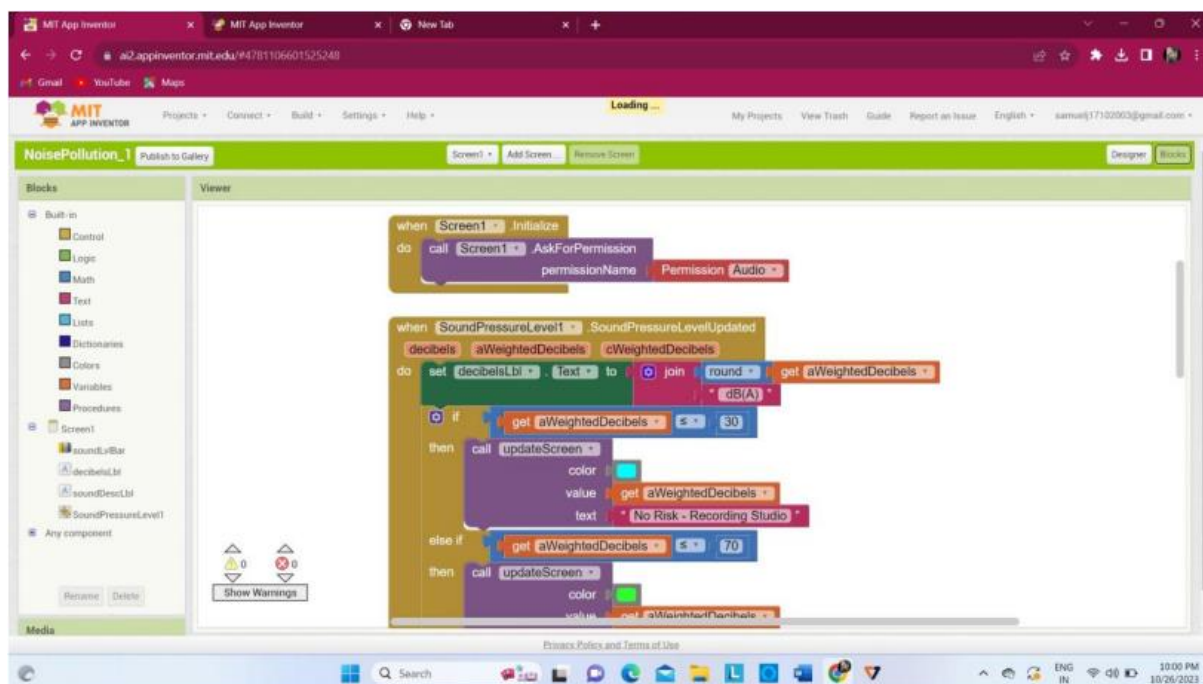 MIT App Inventor
MIT App Inventor
New Tab
ai2.appinventor.mit.edu/#4781106601525248
Gmail YouTube Maps
MIT
APP INVENTOR
Projects Connect Build Settings Help
Loading ...
My Projects View Trash Guide Report an Issue English
NoisePollution_1 Publish to Gallery
Screen1 Add Screen ... Remove Screen
Designer Blocks
Blocks
Viewer
Built-in
Control
Logic
Math
Text
Lists
Dictionaries
Colors
Variables
Procedures
Screen1
soundLvlBar
decibelsLbl
soundDescLbl
SoundPressureLevel1
Any component
Rename Delete
Media
when Screen1 .Initialize
do call Screen1 .AskForPermission
permissionName Permission Audio
when SoundPressureLevel1 .SoundPressureLevelUpdated
decibels aWeightedDecibels cWeightedDecibels
do set decibelsLbl . Text to join round get aWeightedDecibels
" dB(A) "
if get aWeightedDecibels ≤ 30
then call updateScreen
color
value get aWeightedDecibels
text " No Risk - Recording Studio "
else if get aWeightedDecibels ≤ 70
then call updateScreen
color
value get aWeightedDecibels
0 0
Show Warnings
Privacy Policy and Terms of Use
Search
ENG
IN
10:00 PM
10/26/2023